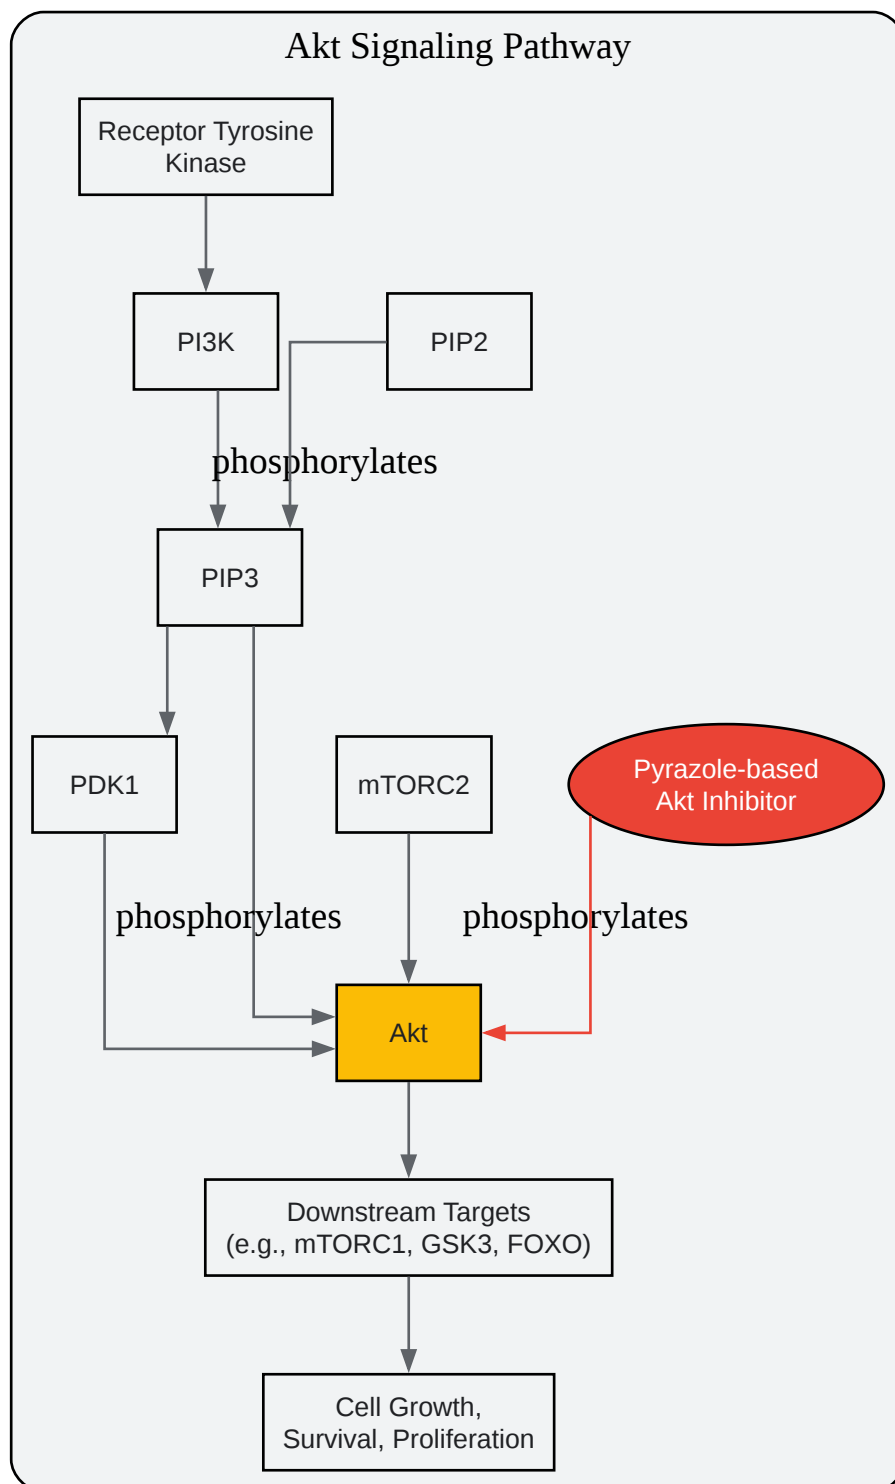 Akt Signaling Pathway
Receptor Tyrosine
Kinase
PI3K
PIP2
phosphorylates
PIP3
PDK1
mTORC2
Pyrazole-based
Akt Inhibitor
phosphorylates
phosphorylates
Akt
Downstream Targets
(e.g., mTORC1, GSK3, FOXO)
Cell Growth,
Survival, Proliferation